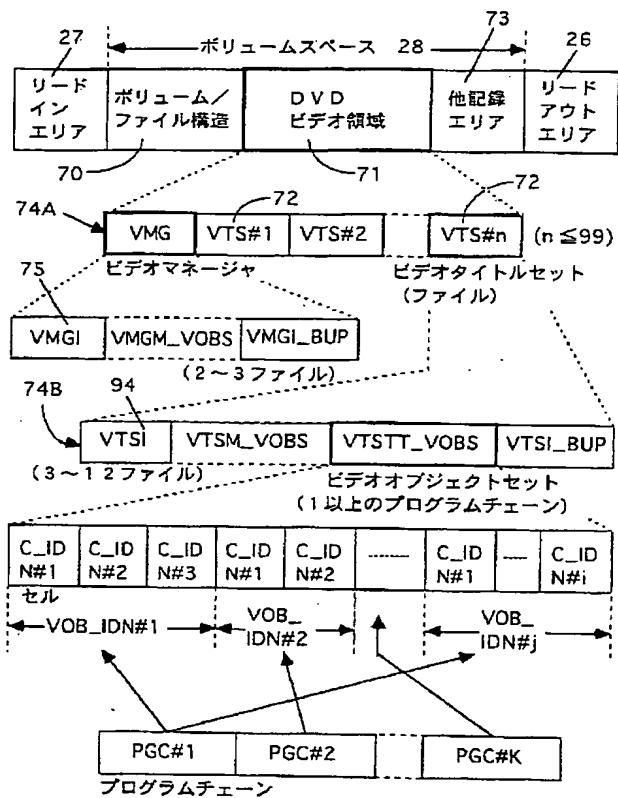 27
ボリュームスペース 28
73
26
リード
イン
エリア
ボリューム/
ファイル構造
DVD
ビデオ領域
他記録
エリア
リード
アウト
エリア
70
71
74A
72
72
VMG
VTS#1
VTS#2
VTS#n
(n≦99)
ビデオマネージャ
ビデオタイトルセット
(ファイル)
75
VMGI
VMGM_VOBS
VMGI_BUP
(2~3ファイル)
74B
94
VTSI
VTSM_VOBS
VTSTT_VOBS
VTSI_BUP
(3~12ファイル)
ビデオオブジェクトセット
(1以上のプログラムチェーン)
C_ID
N#1
C_ID
N#2
C_ID
N#3
C_ID
N#1
C_ID
N#2
C_ID
N#1
C_ID
N#i
セル
VOB_IDN#1
VOB_
IDN#2
VOB_
IDN#j
PGC#1
PGC#2
PGC#K
プログラムチェーン